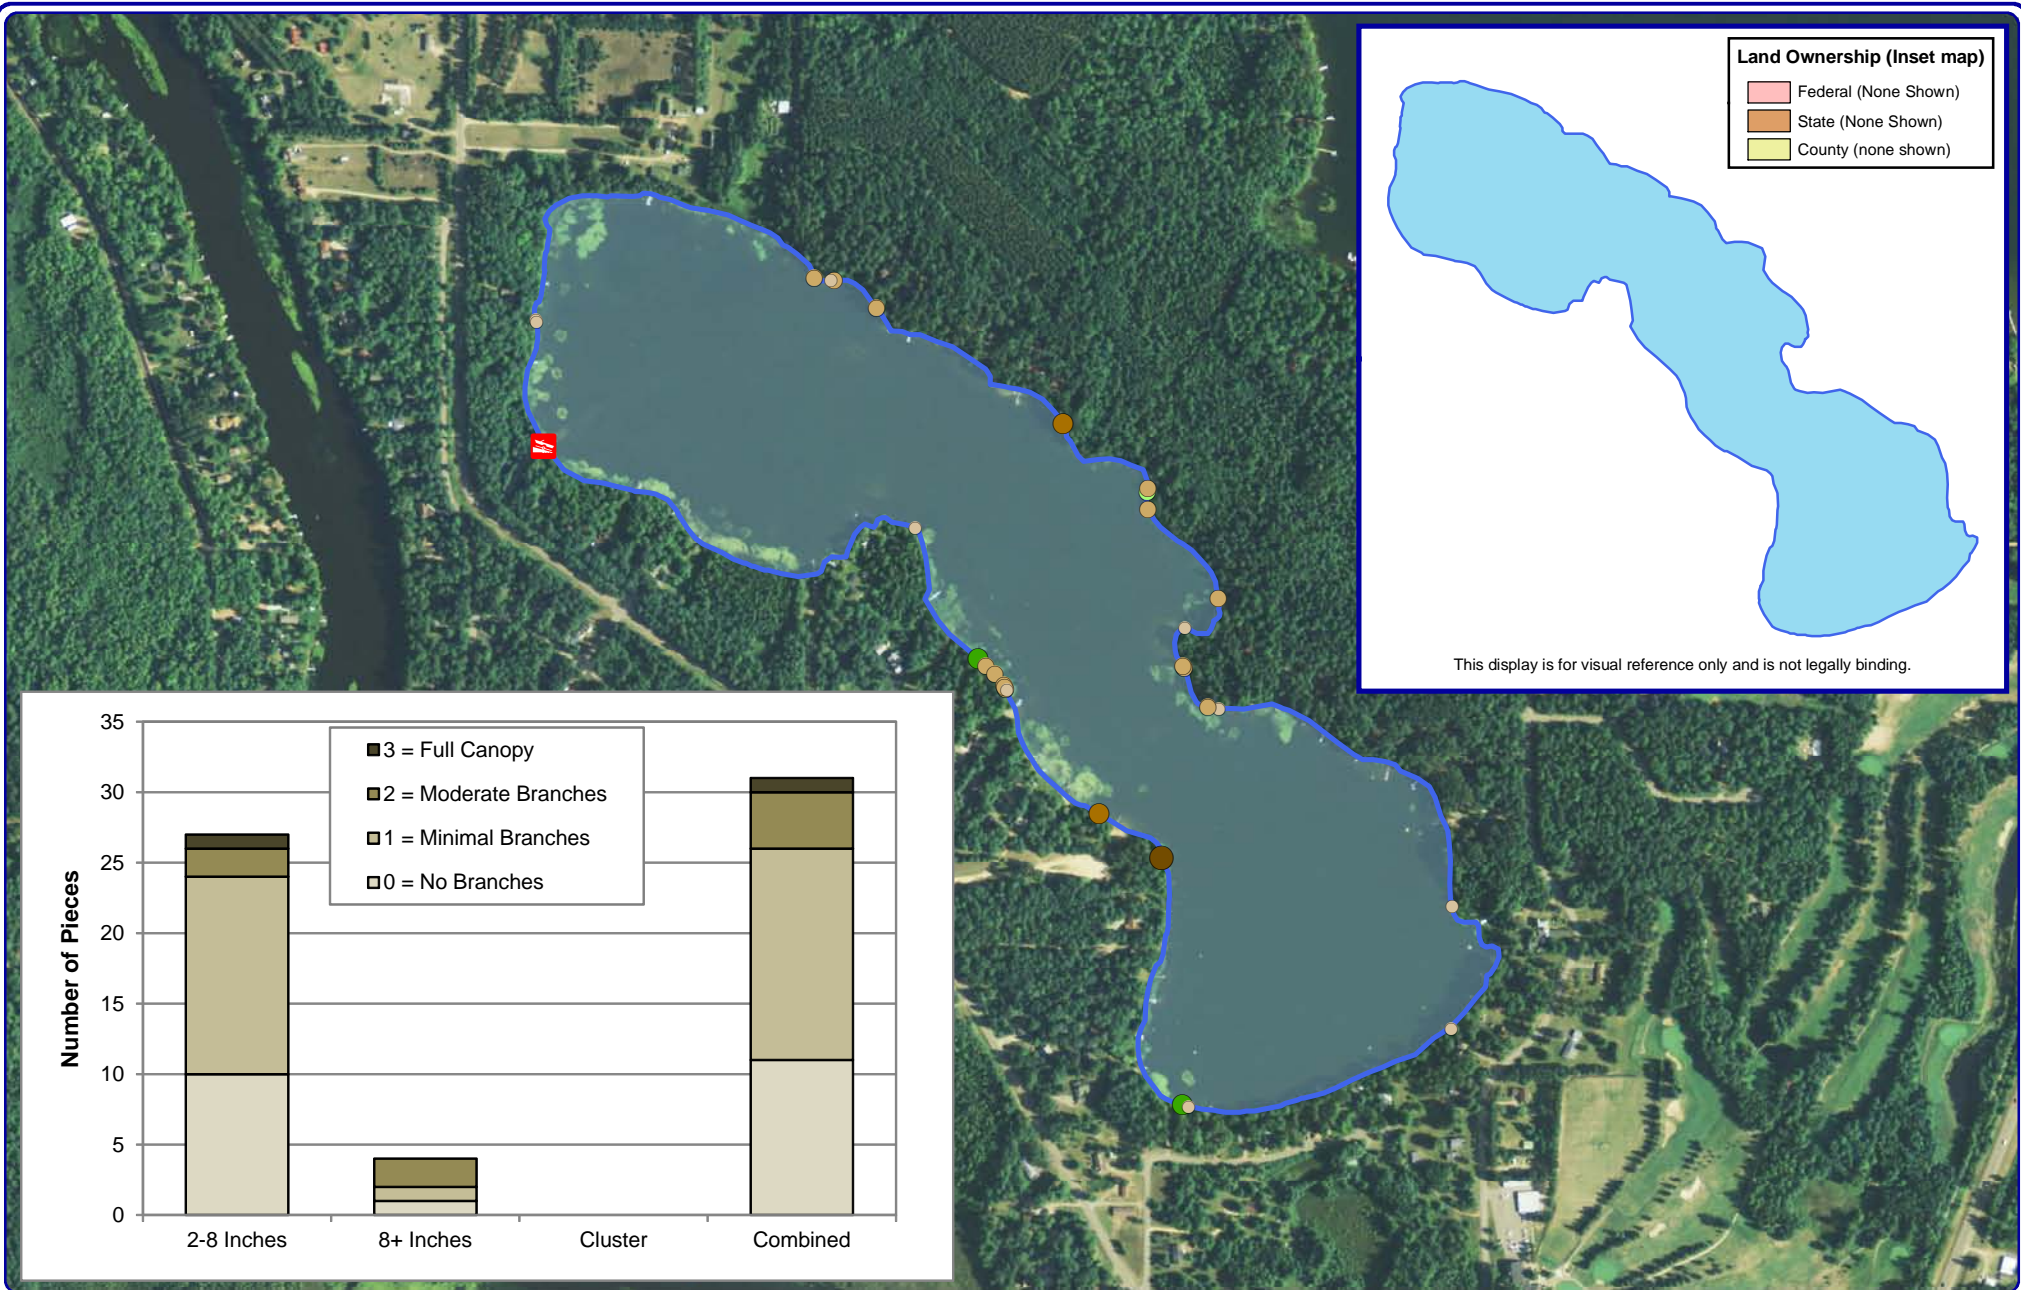 Land Ownership (Inset map)
Federal (None Shown)
State (None Shown)
County (none shown)
This display is for visual reference only and is not legally binding.
Number of Pieces
35
30
25
20
15
10
5
0
3 = Full Canopy
2 = Moderate Branches
1 = Minimal Branches
0 = No Branches
2-8 Inches
8+ Inches
Cluster
Combined